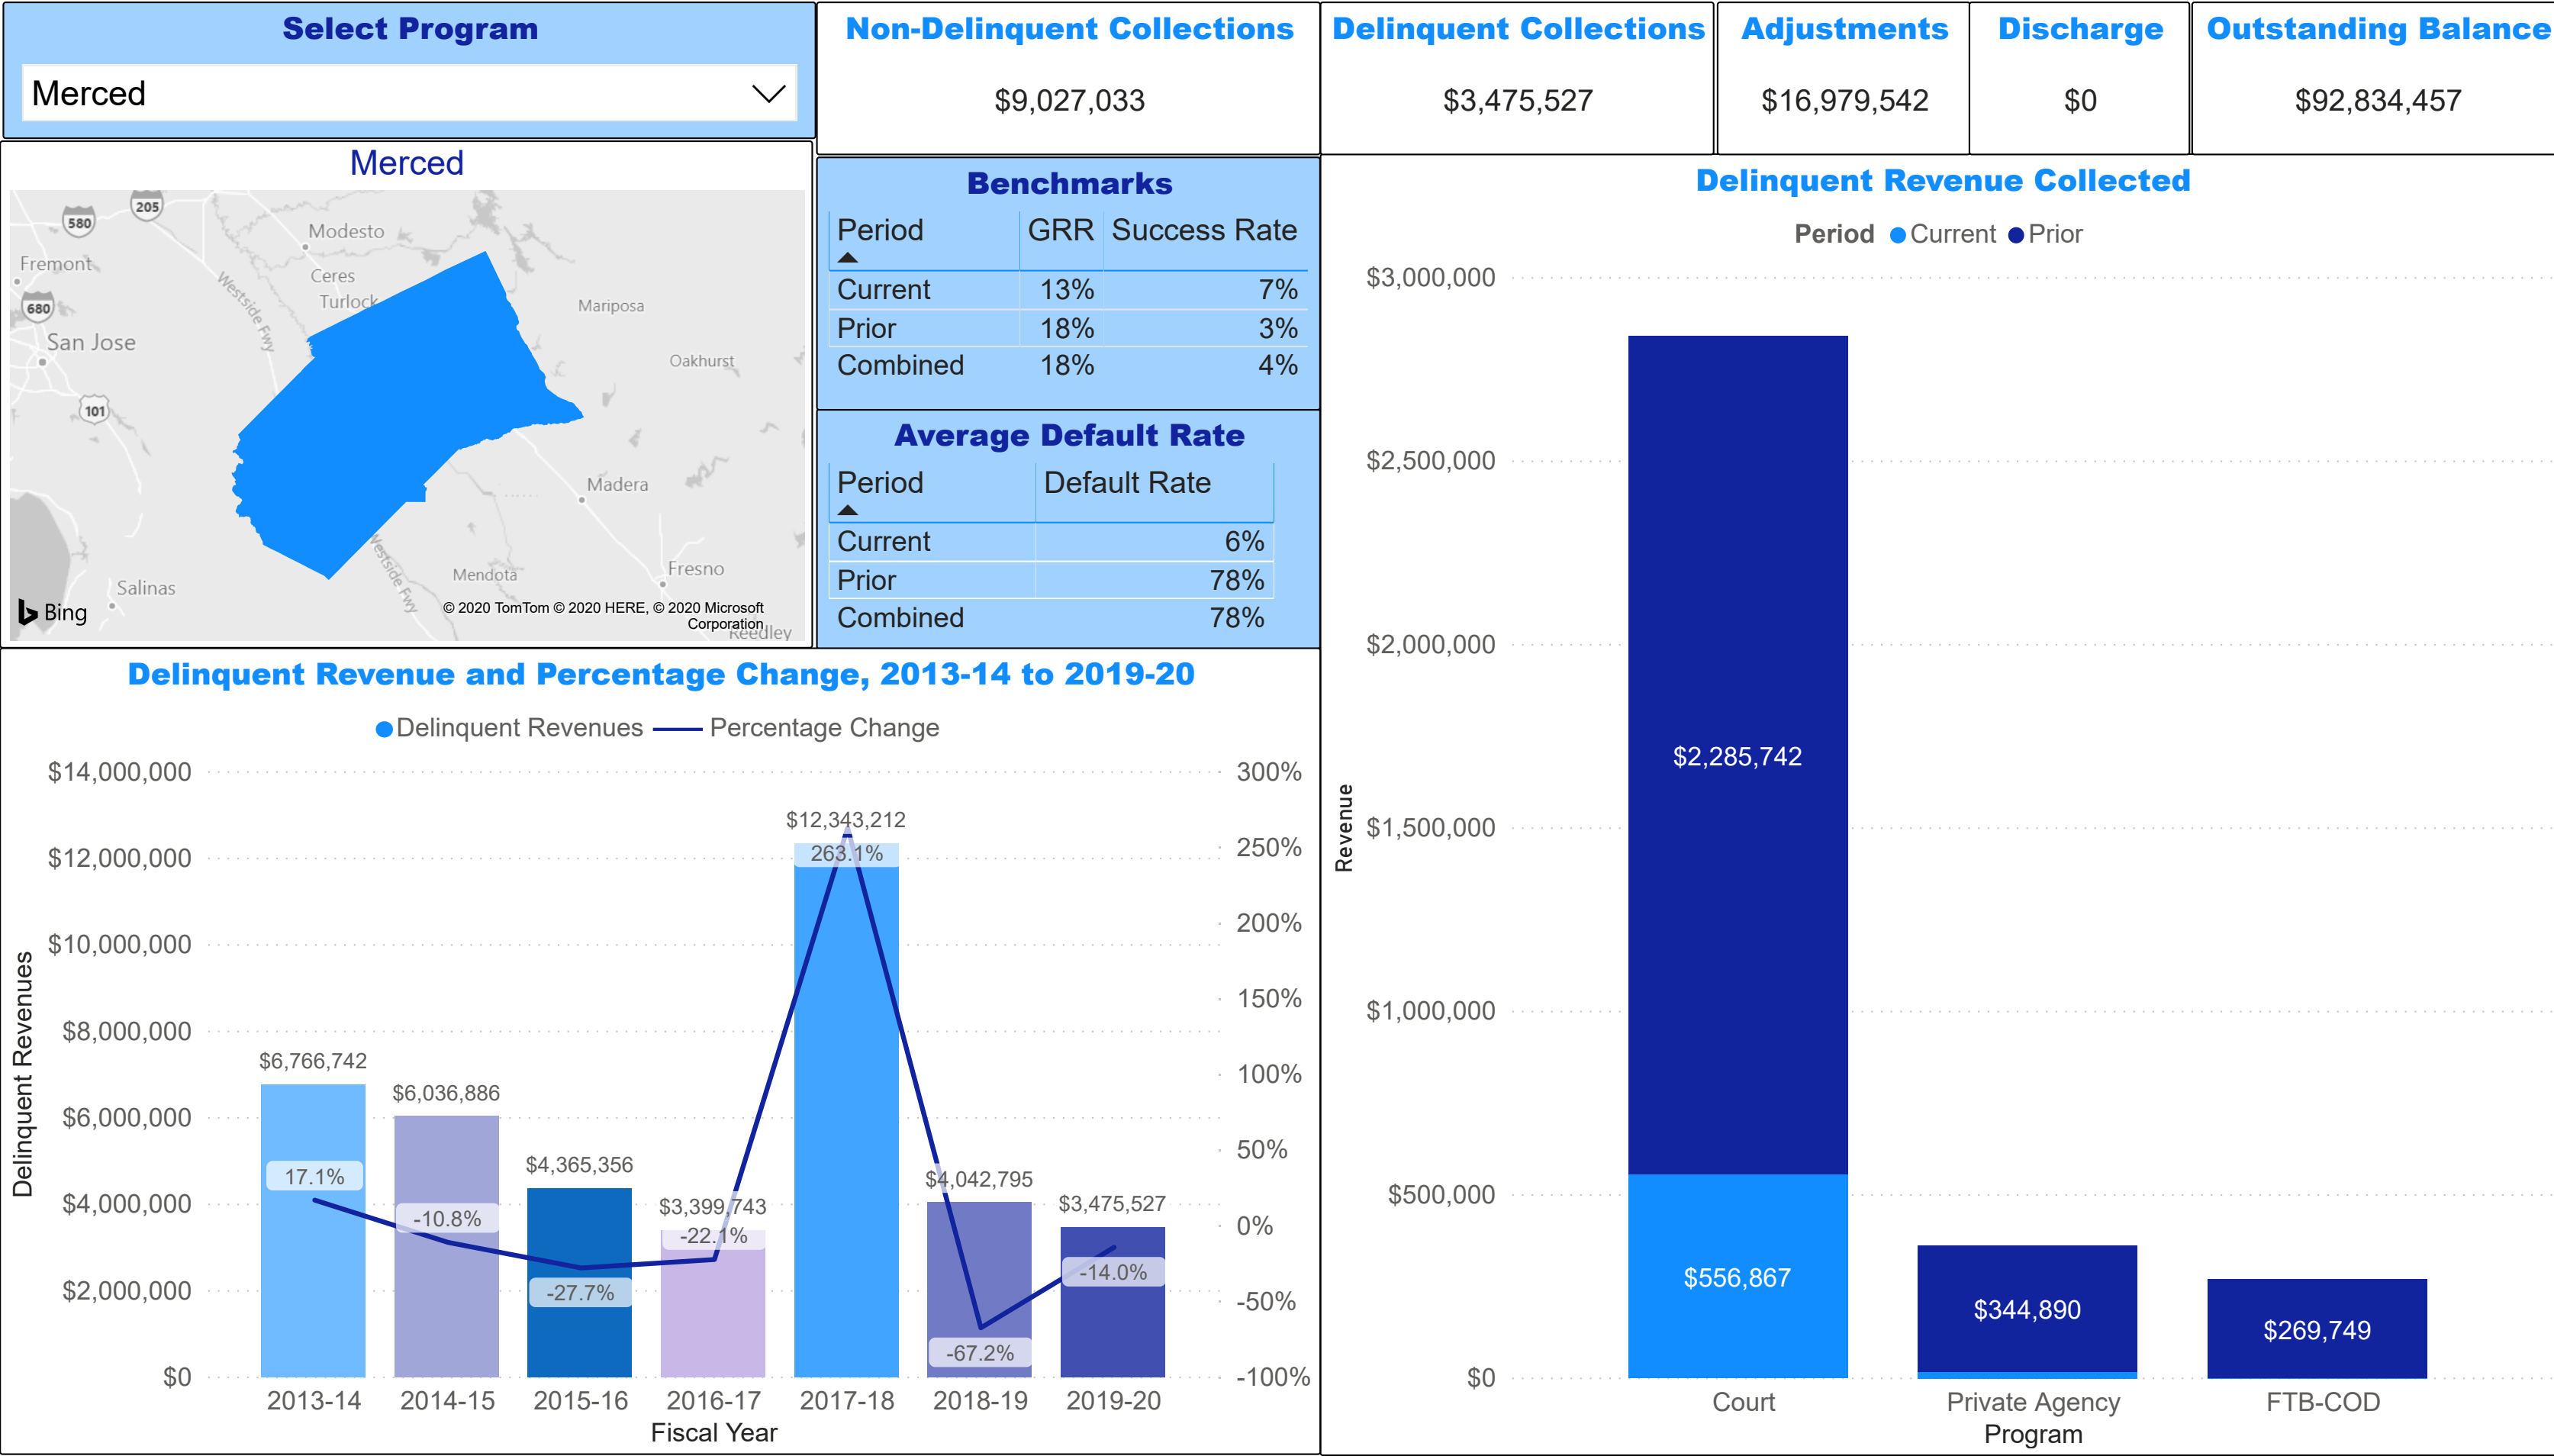 Select Program
Merced
Non-Delinquent Collections
$9,027,033
Delinquent Collections
$3,475,527
Adjustments
$16,979,542
Discharge
$0
Outstanding Balance
$92,834,457
Merced
580
205
Modesto
Fremont
Ceres
Turlock
Westside Fwy
Mariposa
680
San Jose
Oakhurst
101
Madera
Westside Fwy
Mendota
Fresno
Salinas
Bing
© 2020 TomTom © 2020 HERE, © 2020 Microsoft
Corporation
Reedley
Benchmarks
Period GRR Success Rate
Current 13% 7%
Prior 18% 3%
Combined 18% 4%
Average Default Rate
Period Default Rate
Current 6%
Prior 78%
Combined 78%
Delinquent Revenue and Percentage Change, 2013-14 to 2019-20
Delinquent Revenues Percentage Change
Delinquent Revenues
$14,000,000
$12,000,000
$10,000,000
$8,000,000
$6,000,000
$4,000,000
$2,000,000
$0
300%
250%
200%
150%
100%
50%
0%
-50%
-100%
$6,766,742
17.1%
$6,036,886
-10.8%
$4,365,356
-27.7%
$3,399,743
-22.1%
$12,343,212
263.1%
$4,042,795
-67.2%
$3,475,527
-14.0%
2013-14 2014-15 2015-16 2016-17 2017-18 2018-19 2019-20
Fiscal Year
Delinquent Revenue Collected
Period Current Prior
Revenue
$3,000,000
$2,500,000
$2,000,000
$1,500,000
$1,000,000
$500,000
$0
$2,285,742
$556,867
$344,890
$269,749
Court Private Agency FTB-COD
Program